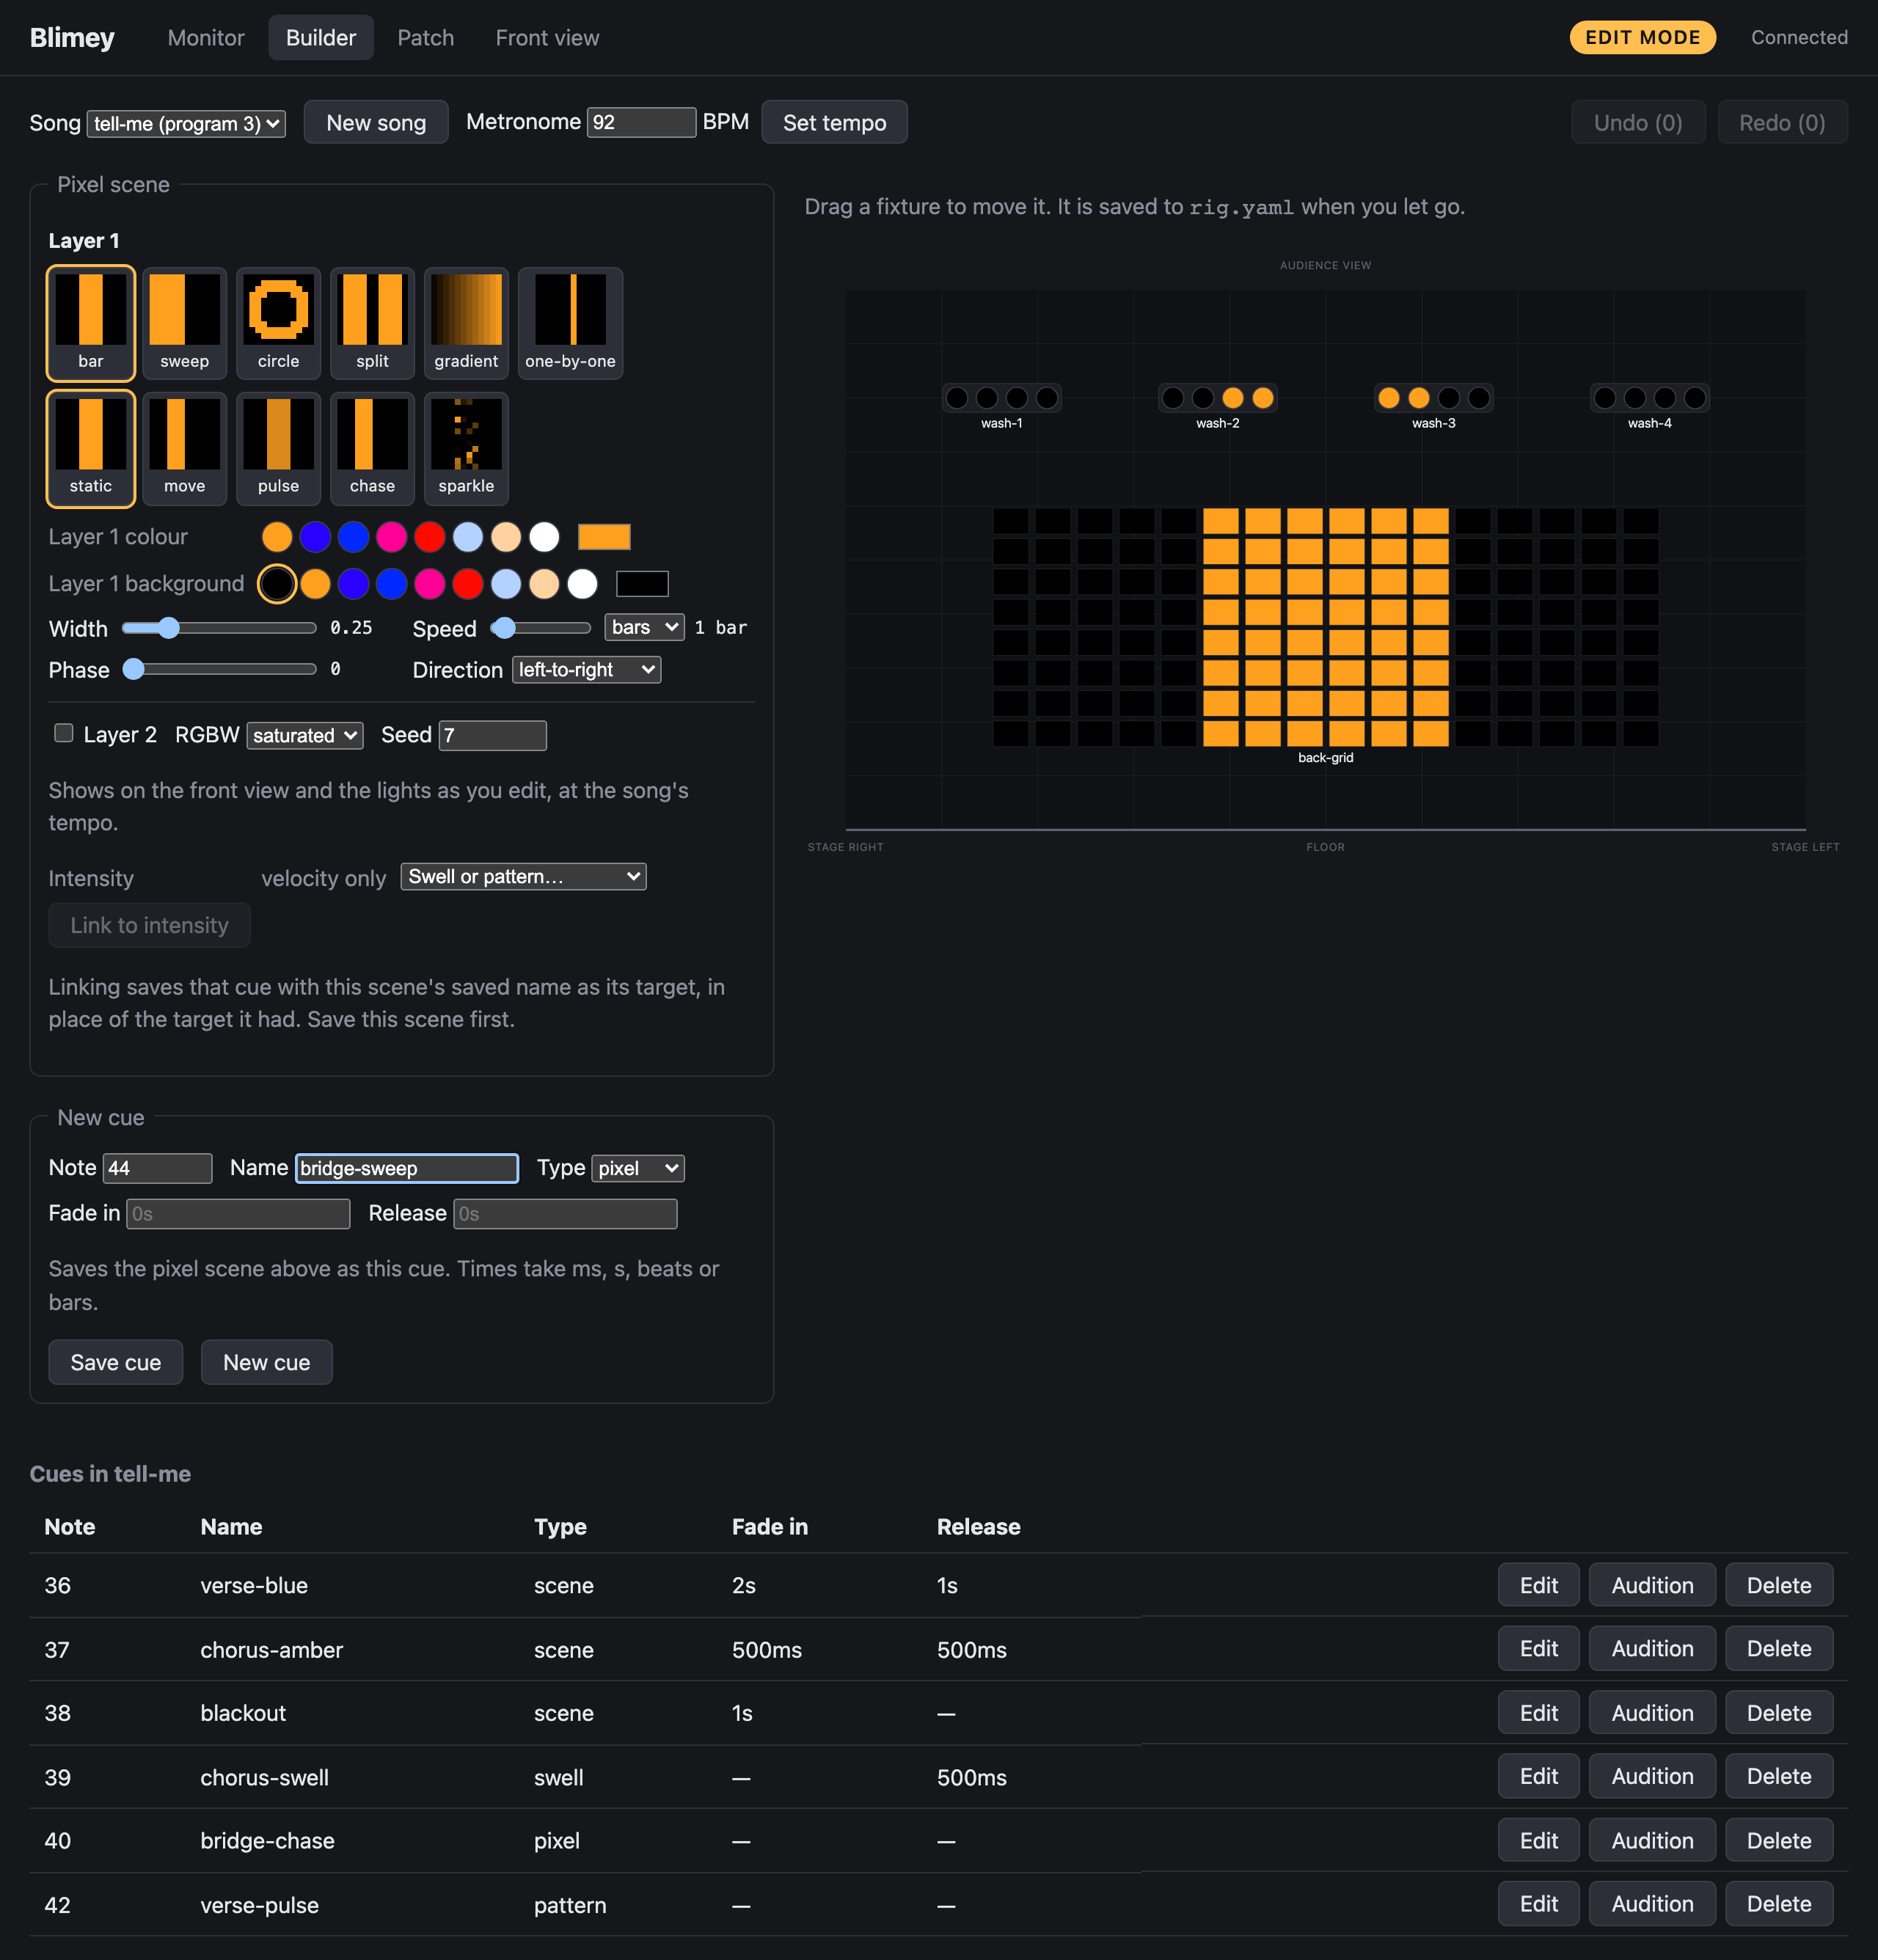 Blimey Monitor Builder Patch Front view EDIT MODE Connected
Song tell-me (program 3) New song Metronome 92 BPM Set tempo Undo (0) Redo (0)
Pixel scene
Drag a fixture to move it. It is saved to rig.yaml when you let go.
Layer 1
AUDIENCE VIEW
bar sweep circle split gradient one-by-one
wash-1 wash-2 wash-3 wash-4
static move pulse chase sparkle
Layer 1 colour
Layer 1 background
Width 0.25 Speed bars 1 bar
Phase 0 Direction left-to-right
Layer 2 RGBW saturated Seed 7
back-grid
Shows on the front view and the lights as you edit, at the song's
tempo.
STAGE RIGHT FLOOR STAGE LEFT
Intensity velocity only Swell or pattern…
Link to intensity
Linking saves that cue with this scene's saved name as its target, in
place of the target it had. Save this scene first.
New cue
Note 44 Name bridge-sweep Type pixel
Fade in 0s Release 0s
Saves the pixel scene above as this cue. Times take ms, s, beats or
bars.
Save cue New cue
Cues in tell-me
Note Name Type Fade in Release
36 verse-blue scene 2s 1s Edit Audition Delete
37 chorus-amber scene 500ms 500ms Edit Audition Delete
38 blackout scene 1s — Edit Audition Delete
39 chorus-swell swell — 500ms Edit Audition Delete
40 bridge-chase pixel — — Edit Audition Delete
42 verse-pulse pattern — — Edit Audition Delete